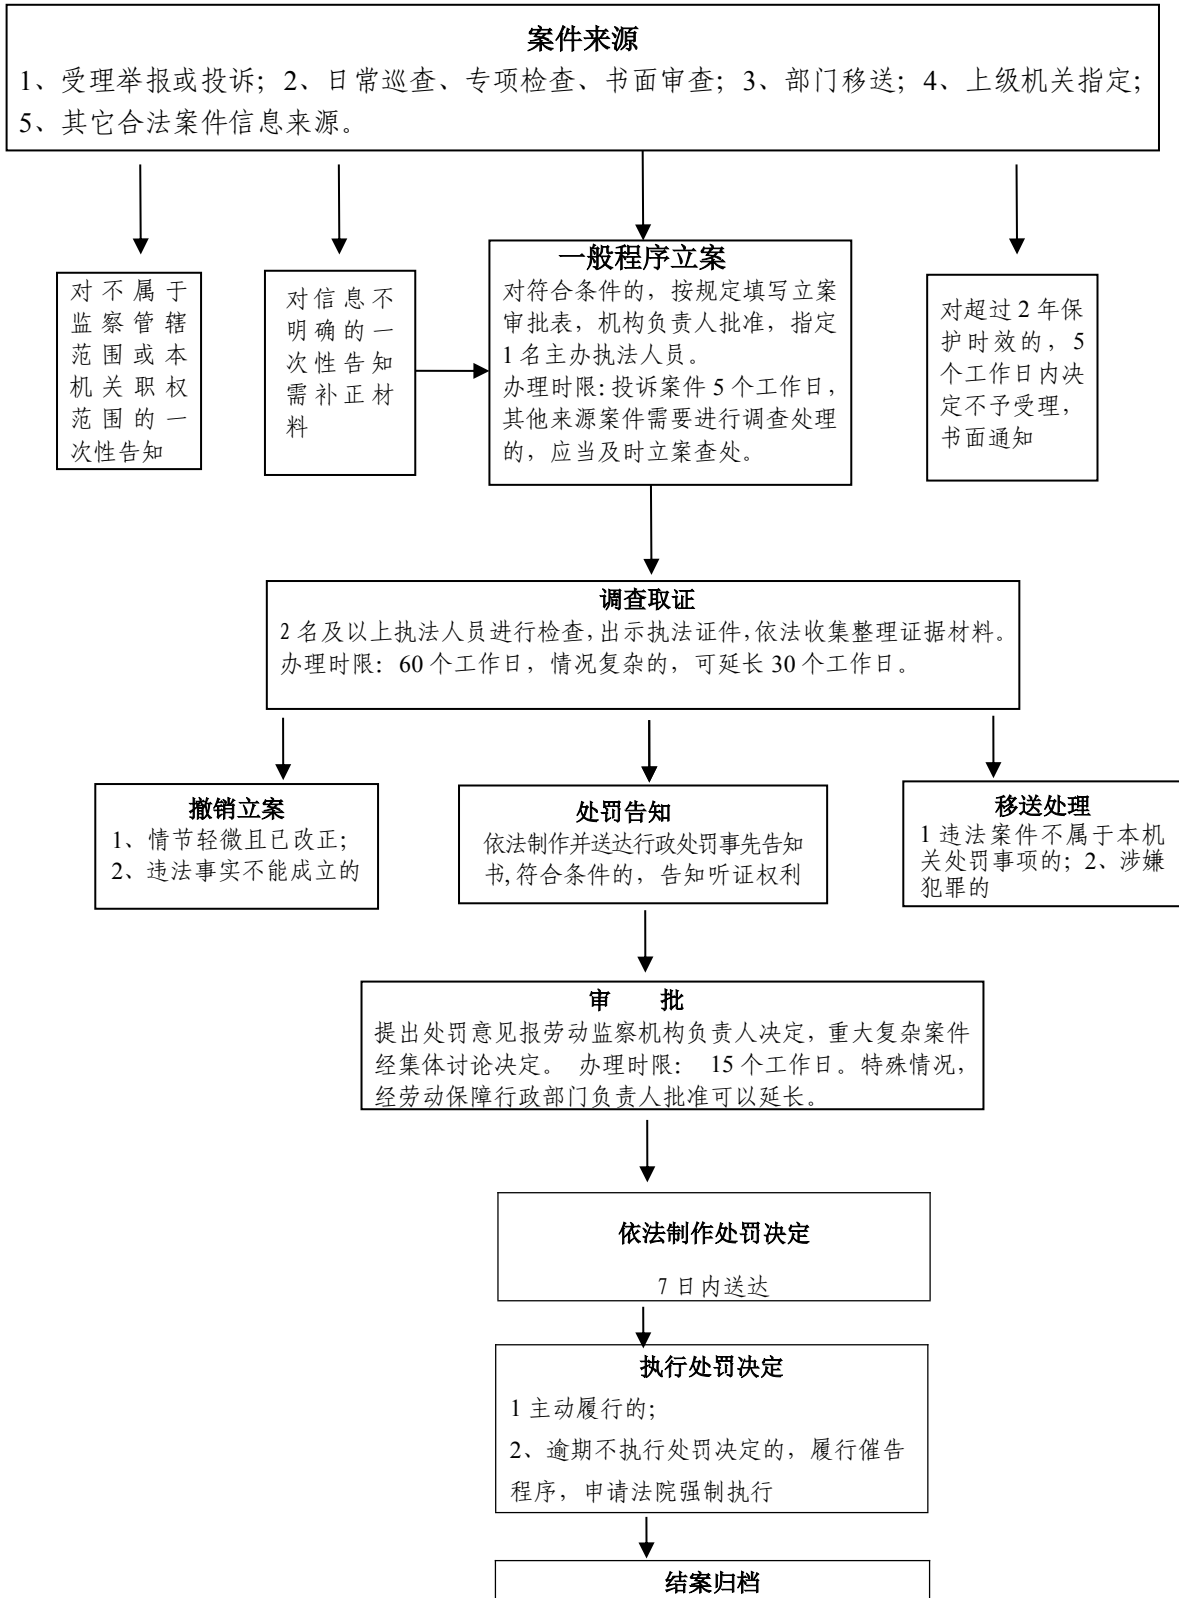 案件来源
1、受理举报或投诉；2、日常巡查、专项检查、书面审查；3、部门移送；4、上级机关指定；
5、其它合法案件信息来源。
对不属于
监察管辖
范围或本
机关职权
范围的一
次性告知
对信息不
明确的一
次性告知
需补正材
料
一般程序立案
对符合条件的，按规定填写立案
审批表，机构负责人批准，指定
1名主办执法人员。
办理时限：投诉案件5个工作日，
其他来源案件需要进行调查处理
的，应当及时立案查处。
对超过2年保
护时效的，5
个工作日内决
定不予受理，
书面通知
调查取证
2名及以上执法人员进行检查，出示执法证件，依法收集整理证据材料。
办理时限：60个工作日，情况复杂的，可延长30个工作日。
撤销立案
1、情节轻微且已改正；
2、违法事实不能成立的
处罚告知
依法制作并送达行政处罚事先告知
书，符合条件的，告知听证权利
移送处理
1违法案件不属于本机
关处罚事项的；2、涉嫌
犯罪的
审 批
提出处罚意见报劳动监察机构负责人决定，重大复杂案件
经集体讨论决定。 办理时限： 15个工作日。特殊情况，
经劳动保障行政部门负责人批准可以延长。
依法制作处罚决定
7日内送达
执行处罚决定
1主动履行的；
2、逾期不执行处罚决定的，履行催告
程序，申请法院强制执行
结案归档